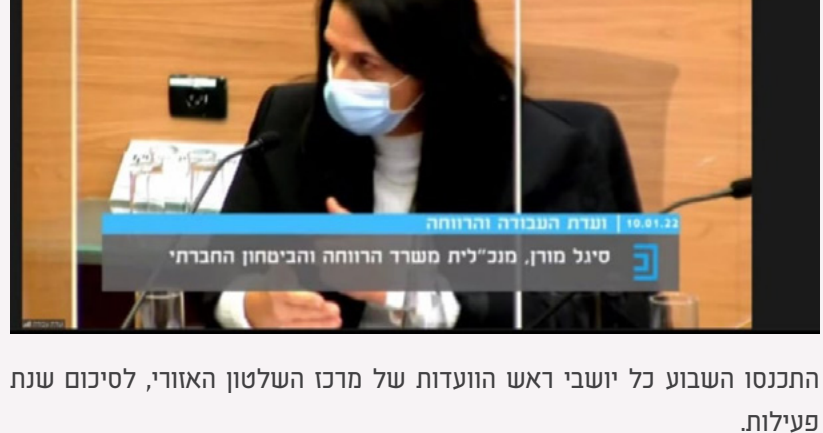 10.01.22 | ועדת העבודה והרווחה
סיגל מורן, מנכ"לית משרד הרווחה והביטחון החברתי
התכנסו השבוע כל יושבי ראש הוועדות של מרכז השלטון האזורי, לסיכום שנת
פעילות.